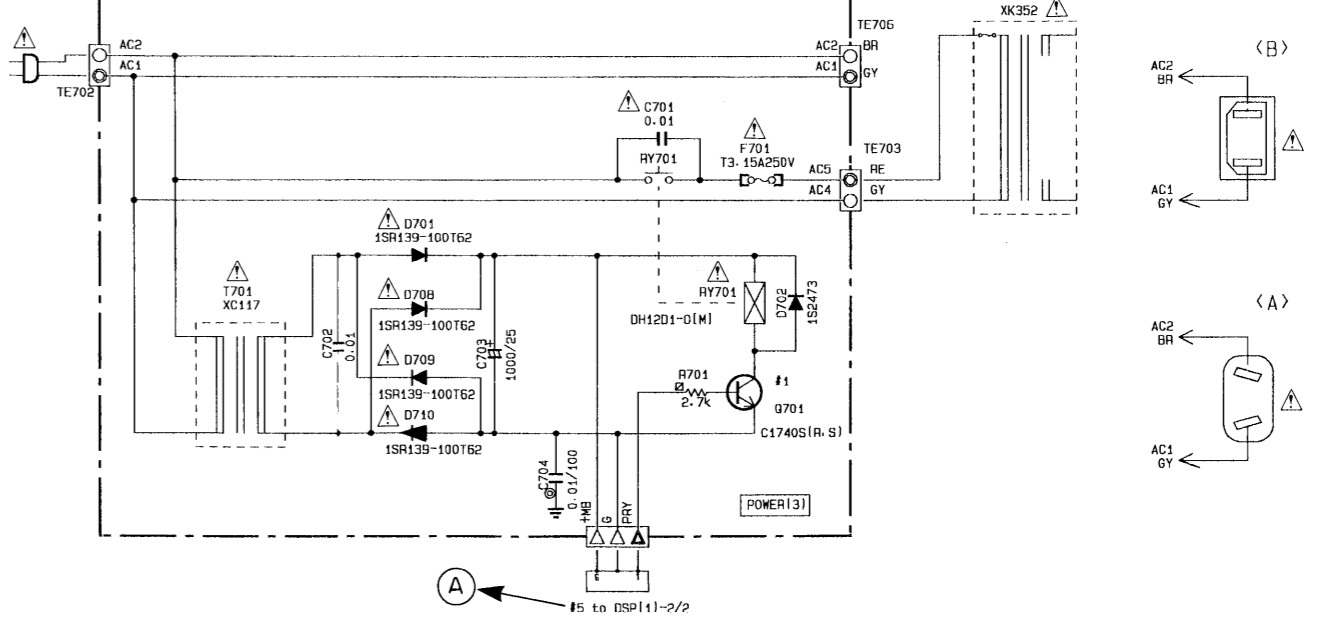 XK352
TE706
AC2
AC1
TE702
AC2 BR
AC1 GY
C701
0.01
RY701
F701
T3.15A250V
TE703
AC5 RE
AC4 GY
<B>
AC2
BR
AC1
GY
D701
1SR139-100T62
T701
XC117
D708
1SR139-100T62
C702
0.01
D709
1SR139-100T62
C703
+
1000/25
D710
1SR139-100T62
RY701
DH12D1-O(M)
D702
1S2473
R701
2.7K
#1
Q701
C1740S(R,S)
<A>
AC2
BR
AC1
GY
C704
0.01/100
+MB
G
PRY
POWER(3)
A
#5 to DSP(1)-2/2